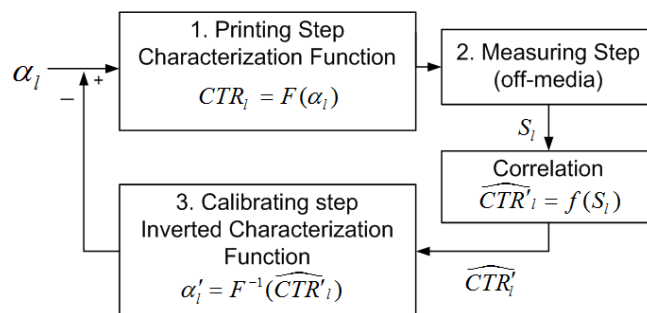 1. Printing Step
Characterization Function
CTR_l = F(α_l)
2. Measuring Step
(off-media)
α_l
+
−
S_l
Correlation
\widehat{CTR'}_l = f(S_l)
3. Calibrating step
Inverted Characterization
Function
α'_l = F^{-1}(\widehat{CTR'}_l)
\widehat{CTR'_l}